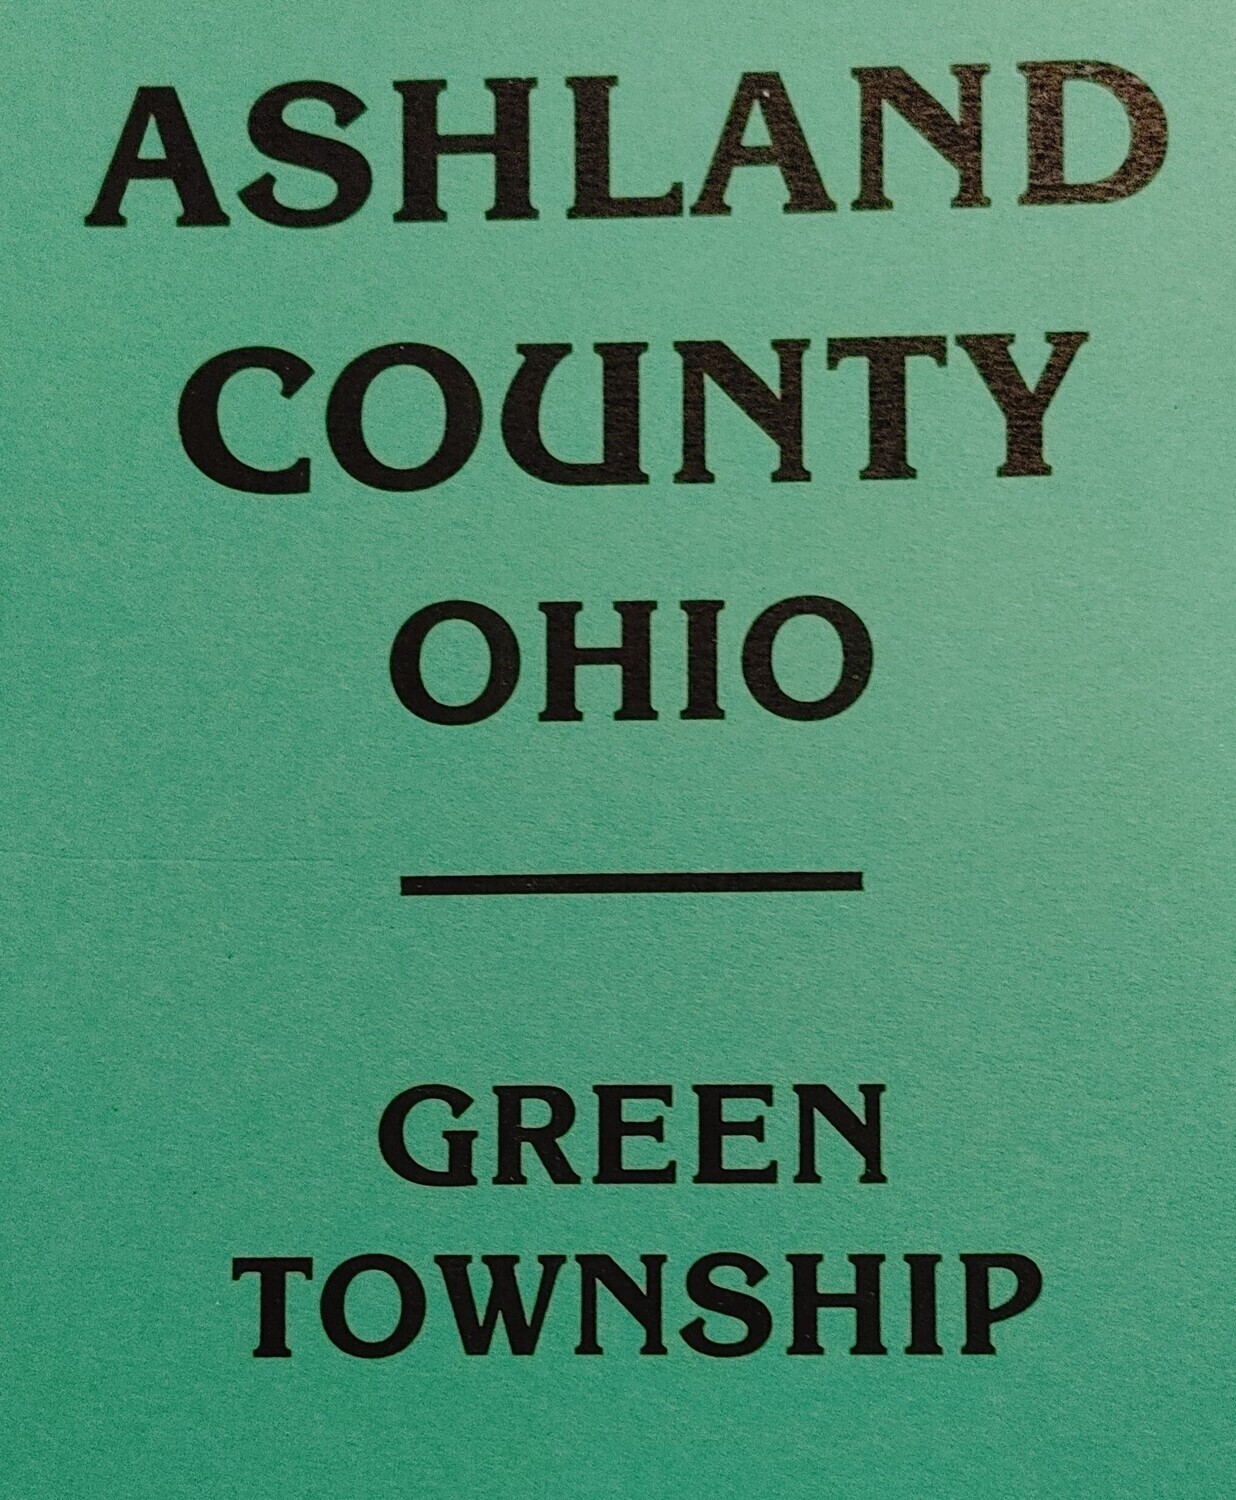 ASHLAND
COUNTY
OHIO
GREEN
TOWNSHIP